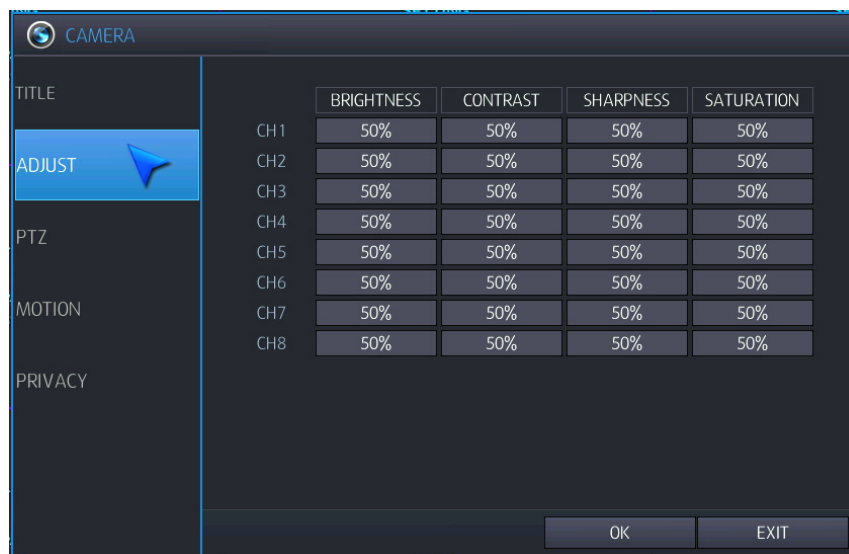 CAMERA
TITLE
ADJUST
PTZ
MOTION
PRIVACY
BRIGHTNESS CONTRAST SHARPNESS SATURATION
CH1 50% 50% 50% 50%
CH2 50% 50% 50% 50%
CH3 50% 50% 50% 50%
CH4 50% 50% 50% 50%
CH5 50% 50% 50% 50%
CH6 50% 50% 50% 50%
CH7 50% 50% 50% 50%
CH8 50% 50% 50% 50%
OK EXIT